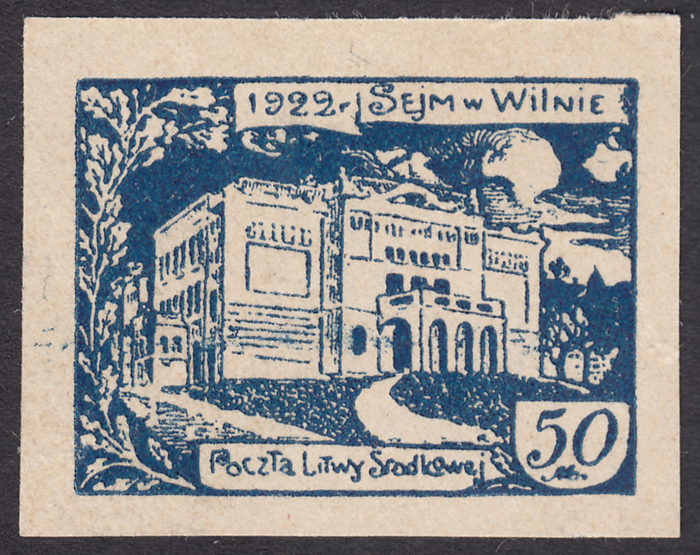 1922 - SEJM w WILNIE
POCZTA LITWY ŚRODKOWEJ
50
M.